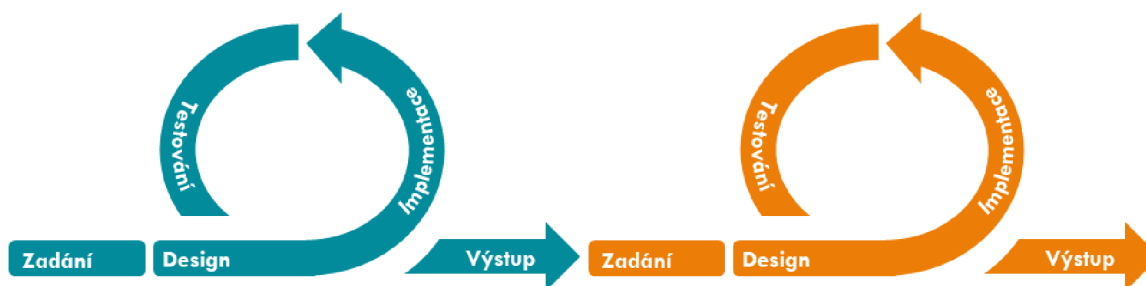 Zadání
Design
Implementace
Testování
Výstup
Zadání
Design
Implementace
Testování
Výstup